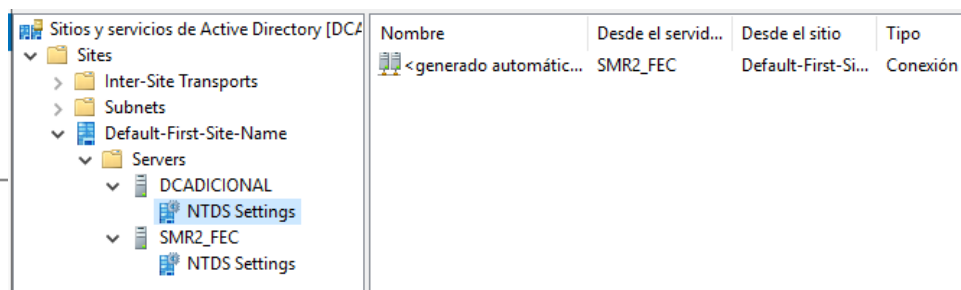 Sitios y servicios de Active Directory [DCA
Sites
Inter-Site Transports
Subnets
Default-First-Site-Name
Servers
DCADICIONAL
NTDS Settings
SMR2_FEC
NTDS Settings
Nombre Desde el servid... Desde el sitio Tipo
<generado automátic... SMR2_FEC Default-First-Si... Conexión